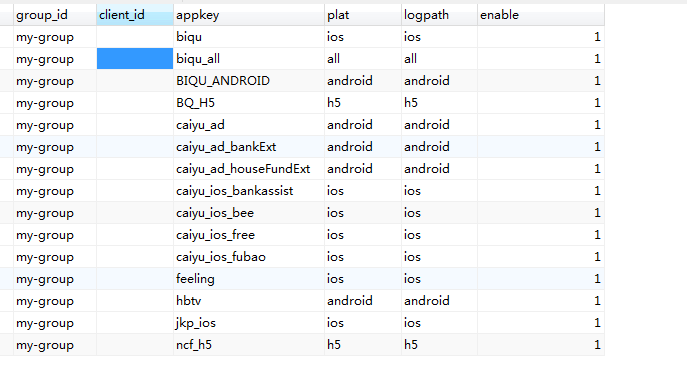 group_id client_id appkey plat logpath enable
my-group biqu ios ios 1
my-group biqu_all all all 1
my-group BIQU_ANDROID android android 1
my-group BQ_H5 h5 h5 1
my-group caiyu_ad android android 1
my-group caiyu_ad_bankExt android android 1
my-group caiyu_ad_houseFundExt android android 1
my-group caiyu_ios_bankassist ios ios 1
my-group caiyu_ios_bee ios ios 1
my-group caiyu_ios_free ios ios 1
my-group caiyu_ios_fubao ios ios 1
my-group feeling ios ios 1
my-group hbtv android android 1
my-group jkp_ios ios ios 1
my-group ncf_h5 h5 h5 1